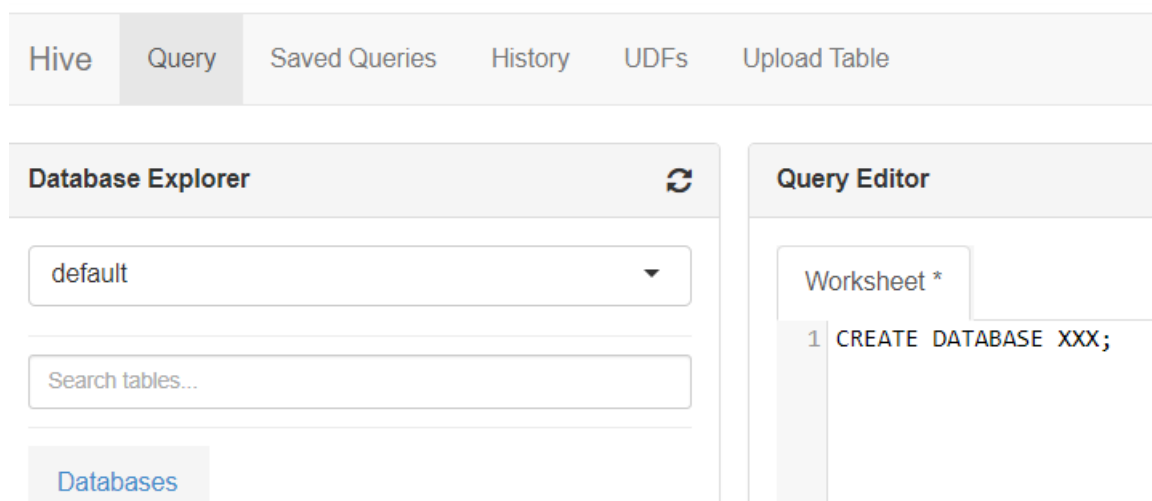 Hive Query Saved Queries History UDFs Upload Table
Database Explorer
default
Search tables...
Databases
Query Editor
Worksheet *
1 CREATE DATABASE XXX;